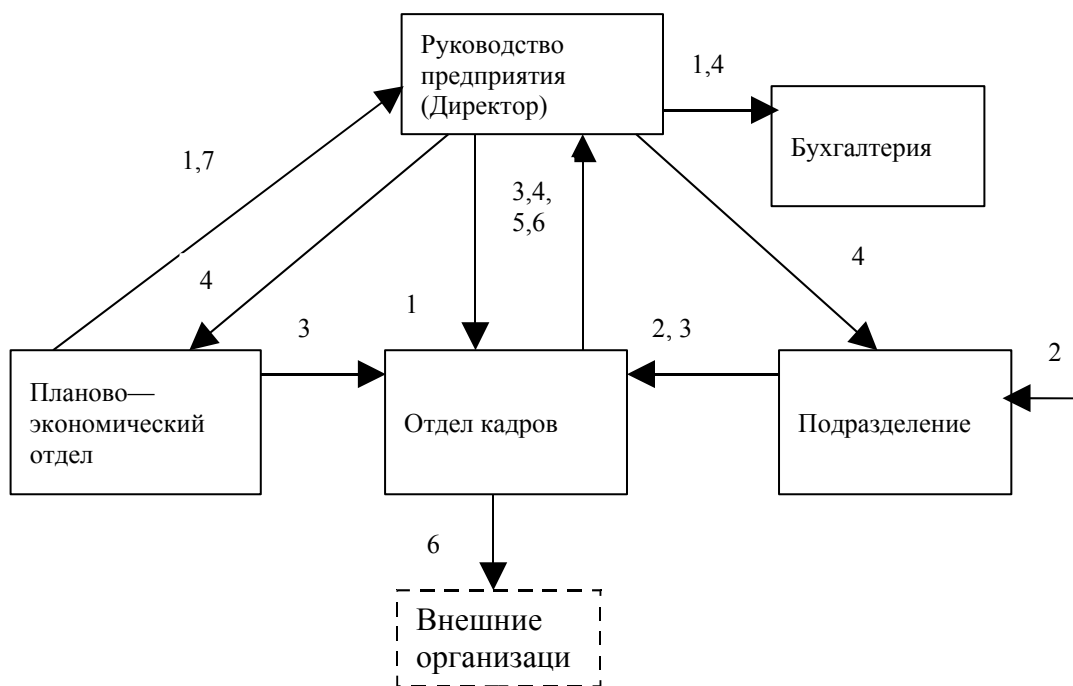 Руководство
предприятия
(Директор)
1,4
Бухгалтерия
1,7
3,4,
5,6
4
4
1
3
2, 3
2
Планово—
экономический
отдел
Отдел кадров
Подразделение
6
Внешние
организаци